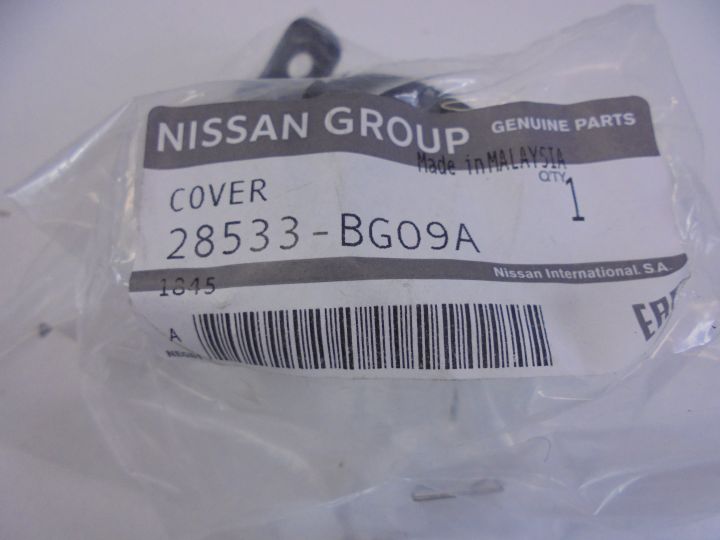 NISSAN GROUP GENUINE PARTS
Made in MALAYSIA
COVER
QTY 1
28533-BG09A
Nissan International. S.A.
1845
A